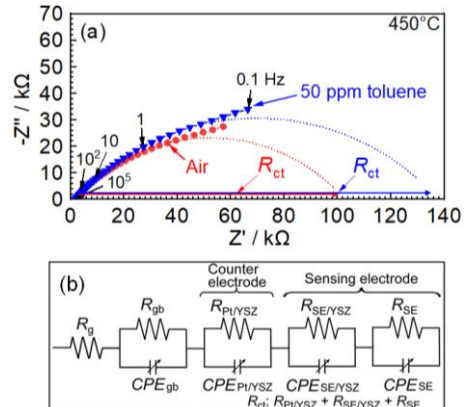 (a)
450°C
-Z" / kΩ
70
60
50
40
30
20
10
0
0.1 Hz
50 ppm toluene
1
10
10²
10⁵
Air
Rct
Rct
0 20 40 60 80 100 120 140
Z' / kΩ
(b)
Counter electrode
Sensing electrode
Rg
Rgb
RPt/YSZ
RSE/YSZ
RSE
CPEgb
CPEPt/YSZ
CPESE/YSZ
CPESE
Rct: RPt/YSZ + RSE/YSZ + RSE